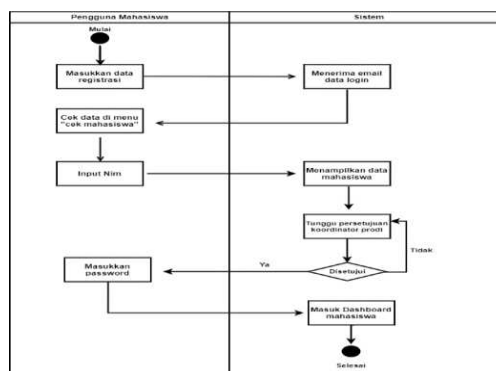 Pengguna Mahasiswa
Sistem
Mulai
Masukkan data
registrasi
Menerima email
data login
Cek data di menu
"cek mahasiswa"
Input Nim
Menampilkan data
mahasiswa
Tunggu persetujuan
koordinator prodi
Tidak
Ya
Disetujui
Masukkan
password
Masuk Dashboard
mahasiswa
Selesai